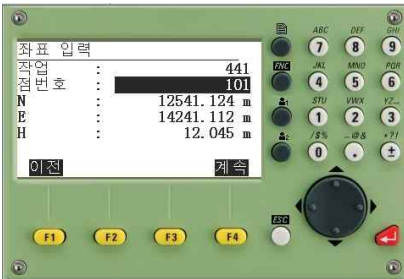 좌표 입력
작업 : 441
점번호 : 101
N : 12541.124 m
E : 14241.112 m
H : 12.045 m
이전 계속
F1 F2 F3 F4
ABC DEF GHI
7 8 9
FNC JKL MNO PQR
4 5 6
STU VWX YZ
1 2 3
/$% _@& *?!
0 . ±
ESC